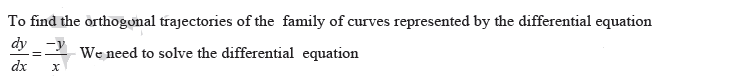 To find the orthogonal trajectories of the family of curves represented by the differential equation
dy/dx = -y/x We need to solve the differential equation